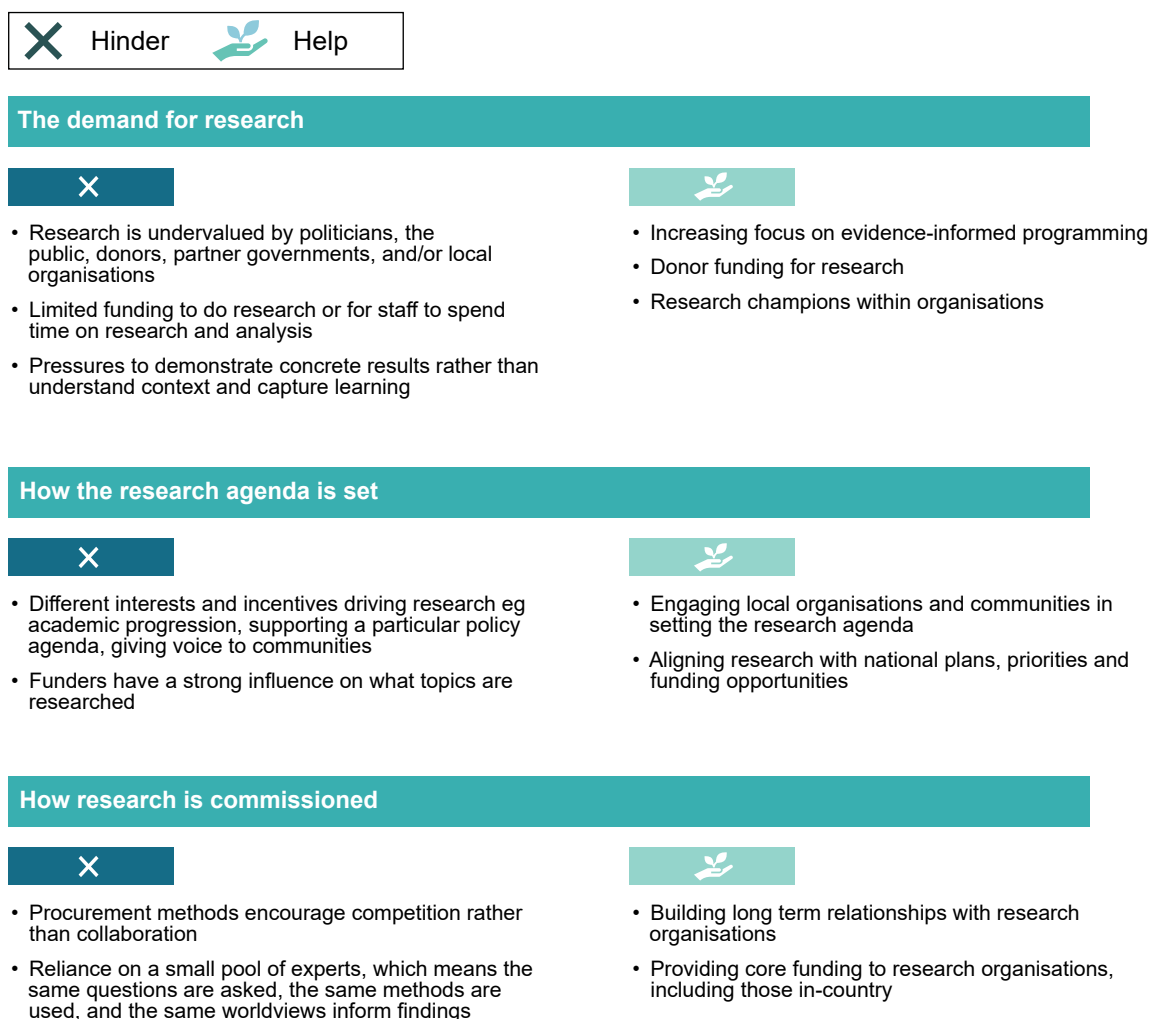 Hinder Help
The demand for research
• Research is undervalued by politicians, the
public, donors, partner governments, and/or local
organisations
• Limited funding to do research or for staff to spend
time on research and analysis
• Pressures to demonstrate concrete results rather than
understand context and capture learning
• Increasing focus on evidence-informed programming
• Donor funding for research
• Research champions within organisations
How the research agenda is set
• Different interests and incentives driving research eg
academic progression, supporting a particular policy
agenda, giving voice to communities
• Funders have a strong influence on what topics are
researched
• Engaging local organisations and communities in
setting the research agenda
• Aligning research with national plans, priorities and
funding opportunities
How research is commissioned
• Procurement methods encourage competition rather
than collaboration
• Reliance on a small pool of experts, which means the
same questions are asked, the same methods are
used, and the same worldviews inform findings
• Building long term relationships with research
organisations
• Providing core funding to research organisations,
including those in-country